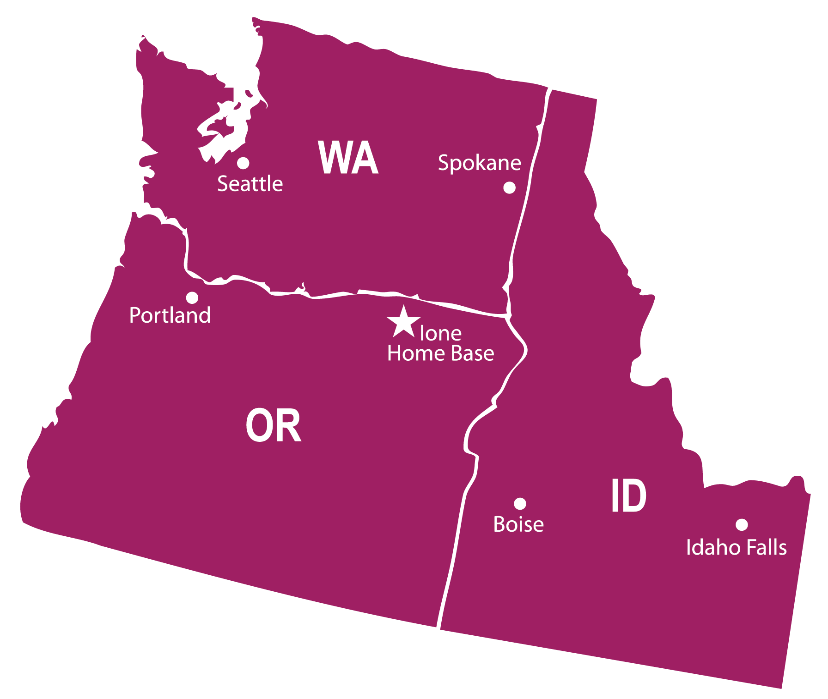 WA
Spokane
Seattle
Portland
Ione
Home Base
OR
ID
Boise
Idaho Falls